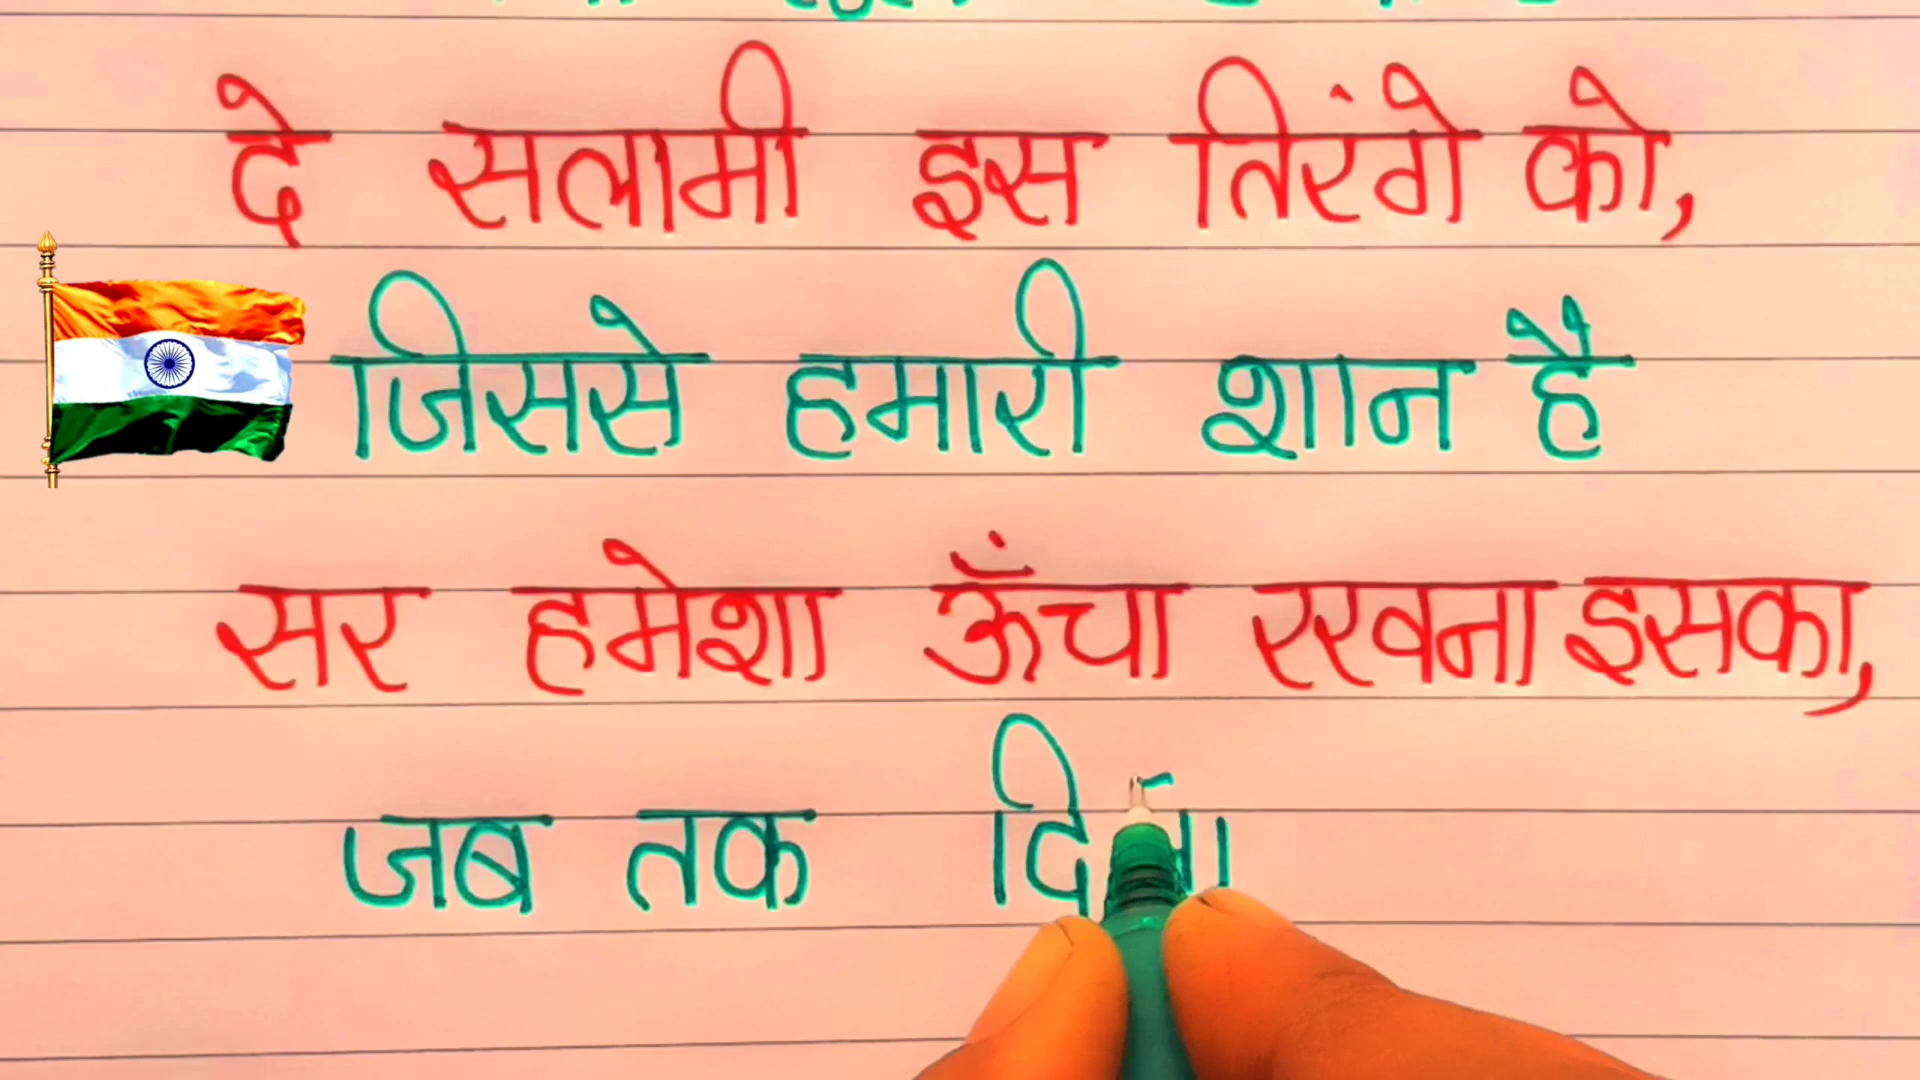 दे सलामी इस तिरंगे को,
जिससे हमारी शान है
सर हमेशा ऊँचा रखना इसका,
जब तक